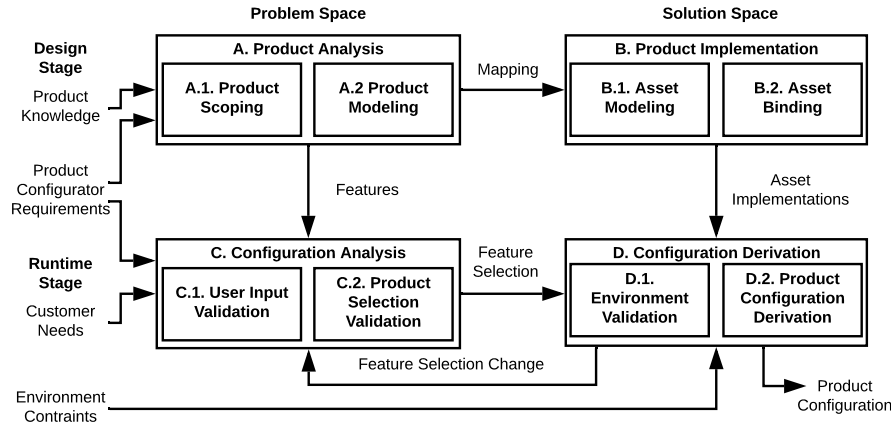 Problem Space
Solution Space
Design
Stage
A. Product Analysis
B. Product Implementation
Mapping
A.1. Product
Scoping
A.2 Product
Modeling
B.1. Asset
Modeling
B.2. Asset
Binding
Product
Knowledge
Product
Configurator
Requirements
Features
Asset
Implementations
Runtime
Stage
C. Configuration Analysis
Feature
Selection
D. Configuration Derivation
C.1. User Input
Validation
C.2. Product
Selection
Validation
D.1.
Environment
Validation
D.2. Product
Configuration
Derivation
Customer
Needs
Feature Selection Change
Environment
Contraints
Product
Configuration